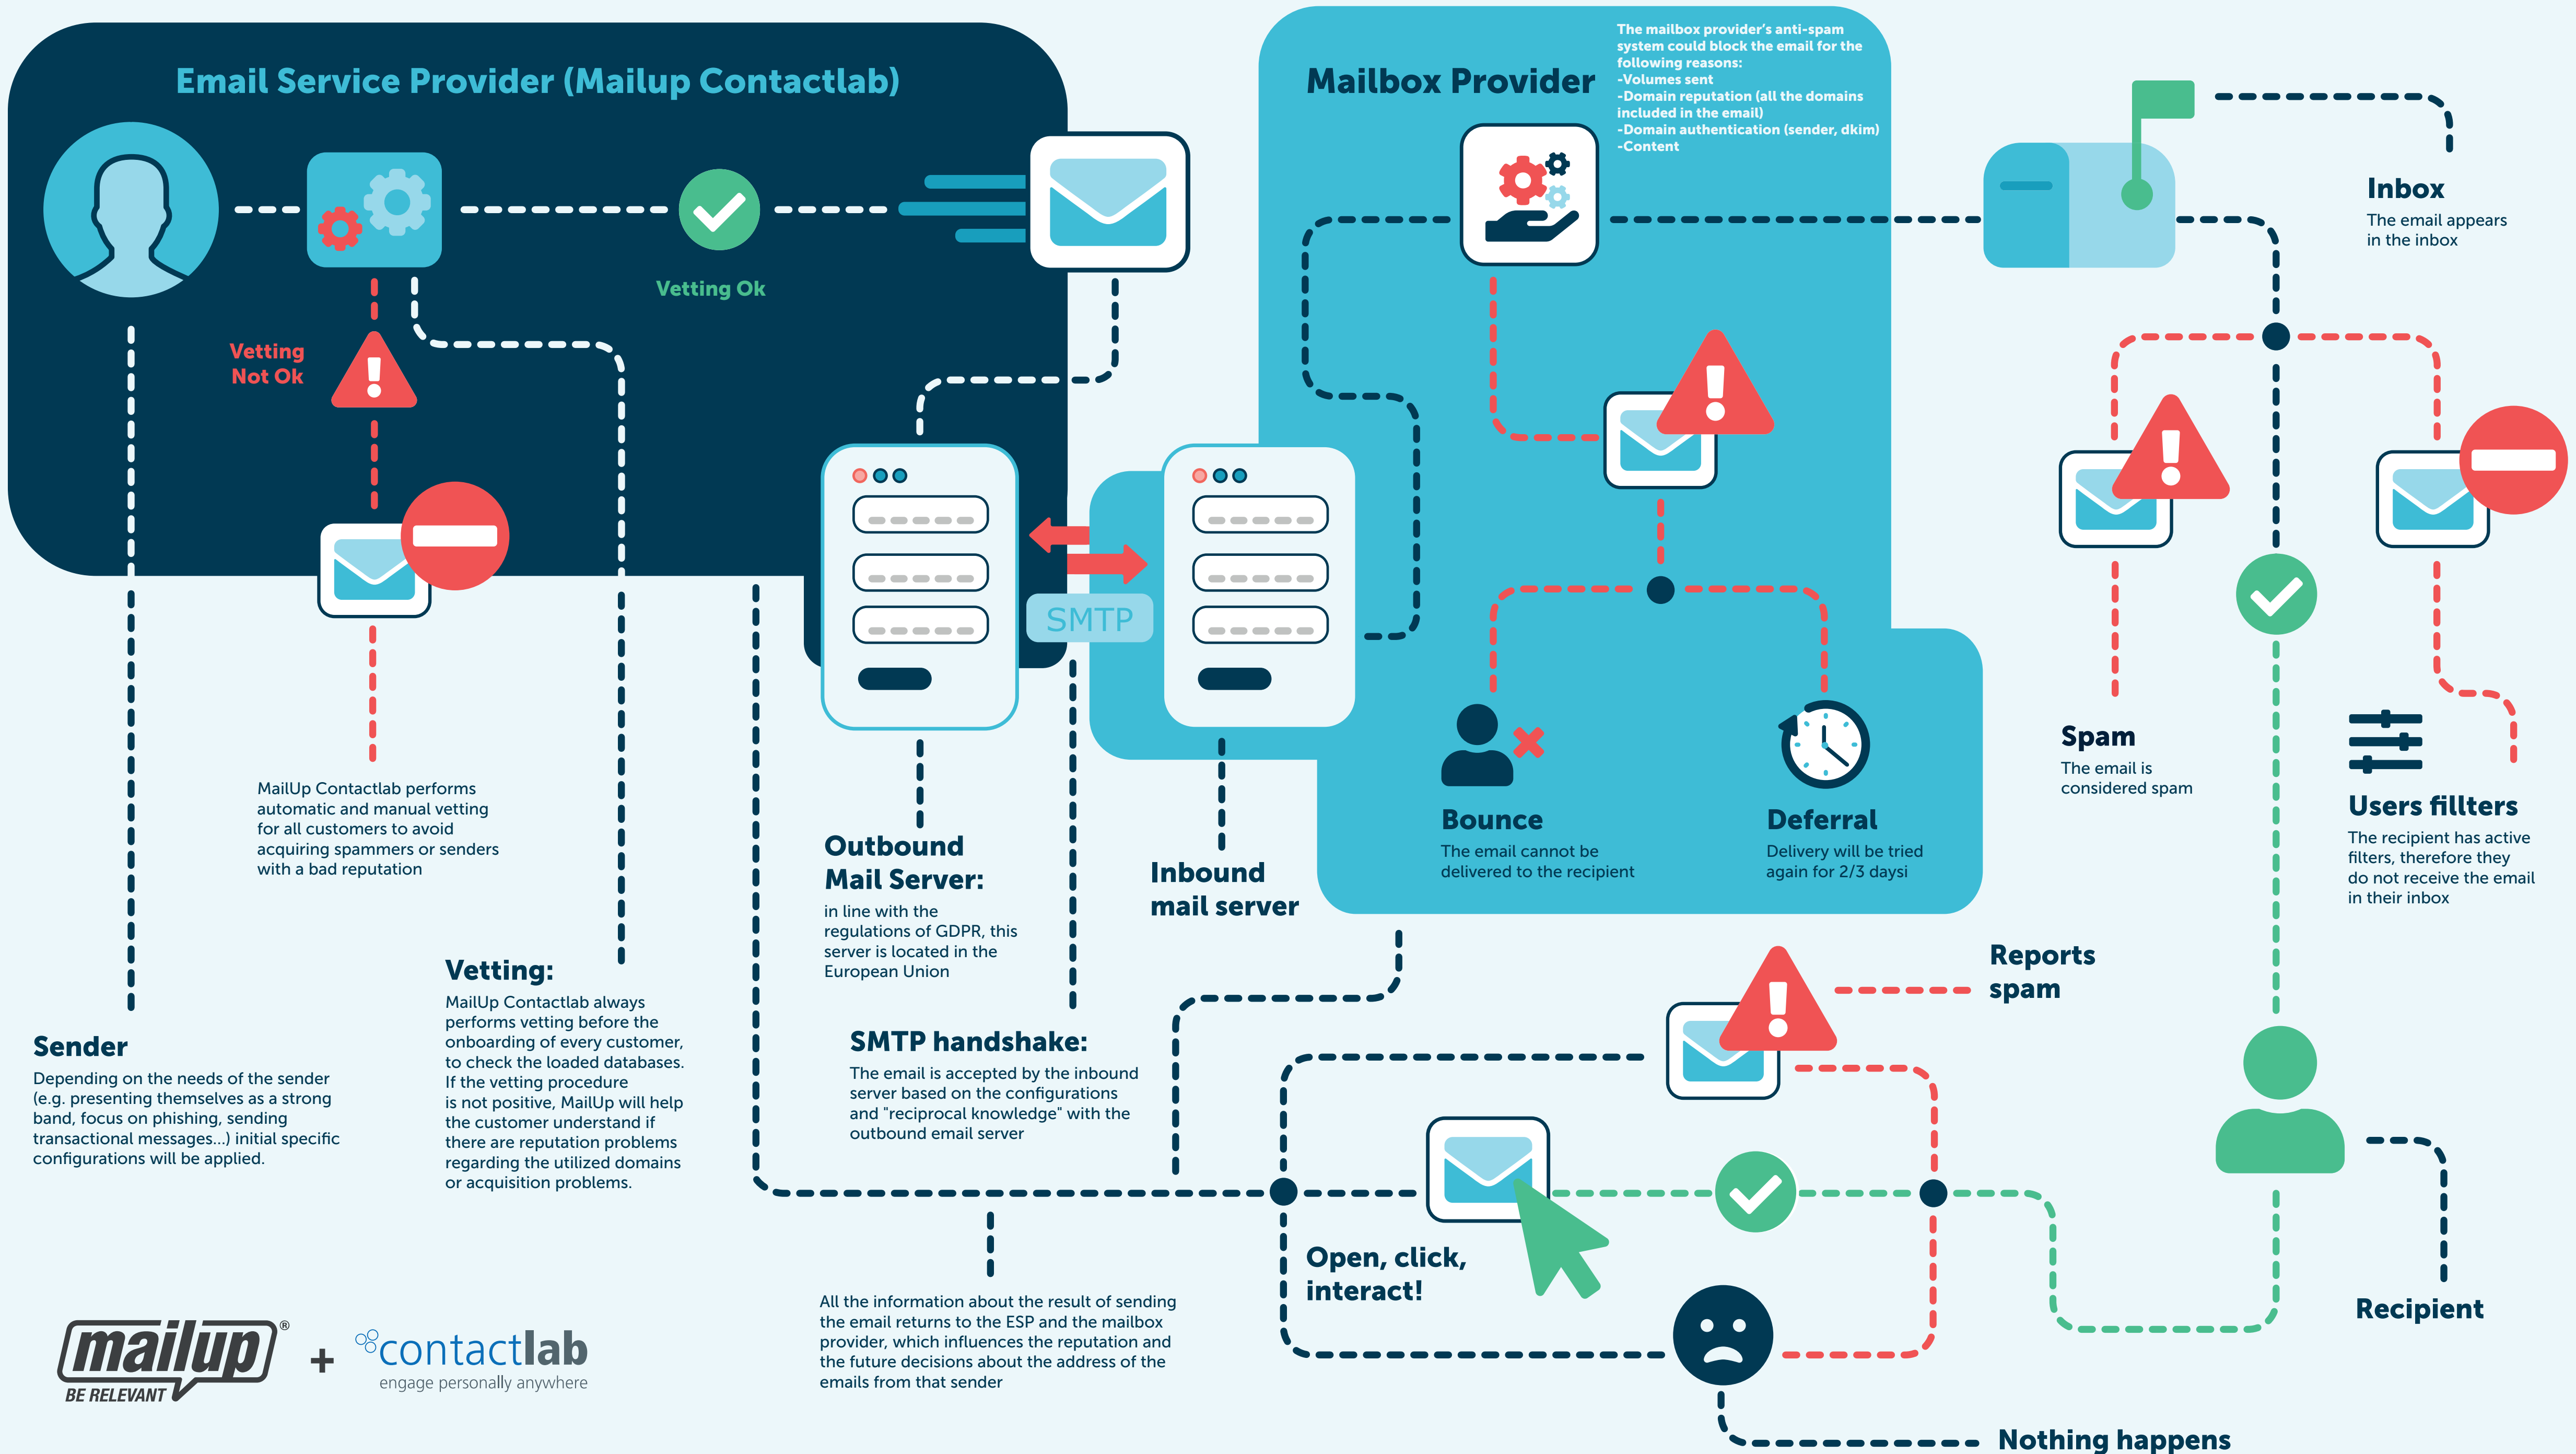 Email Service Provider (Mailup Contactlab)
Vetting Ok
Vetting
Not Ok
Mailbox Provider
The mailbox provider's anti-spam
system could block the email for the
following reasons:
-Volumes sent
-Domain reputation (all the domains
included in the email)
-Domain authentication (sender, dkim)
-Content
Inbox
The email appears
in the inbox
SMTP
MailUp Contactlab performs
automatic and manual vetting
for all customers to avoid
acquiring spammers or senders
with a bad reputation
Outbound
Mail Server:
in line with the
regulations of GDPR, this
server is located in the
European Union
Inbound
mail server
Bounce
The email cannot be
delivered to the recipient
Deferral
Delivery will be tried
again for 2/3 daysi
Spam
The email is
considered spam
Users fillters
The recipient has active
filters, therefore they
do not receive the email
in their inbox
Sender
Depending on the needs of the sender
(e.g. presenting themselves as a strong
band, focus on phishing, sending
transactional messages...) initial specific
configurations will be applied.
Vetting:
MailUp Contactlab always
performs vetting before the
onboarding of every customer,
to check the loaded databases.
If the vetting procedure
is not positive, MailUp will help
the customer understand if
there are reputation problems
regarding the utilized domains
or acquisition problems.
SMTP handshake:
The email is accepted by the inbound
server based on the configurations
and "reciprocal knowledge" with the
outbound email server
Reports
spam
Open, click,
interact!
Recipient
All the information about the result of sending
the email returns to the ESP and the mailbox
provider, which influences the reputation and
the future decisions about the address of the
emails from that sender
Nothing happens
mailup®
BE RELEVANT
+
contactlab
engage personally anywhere